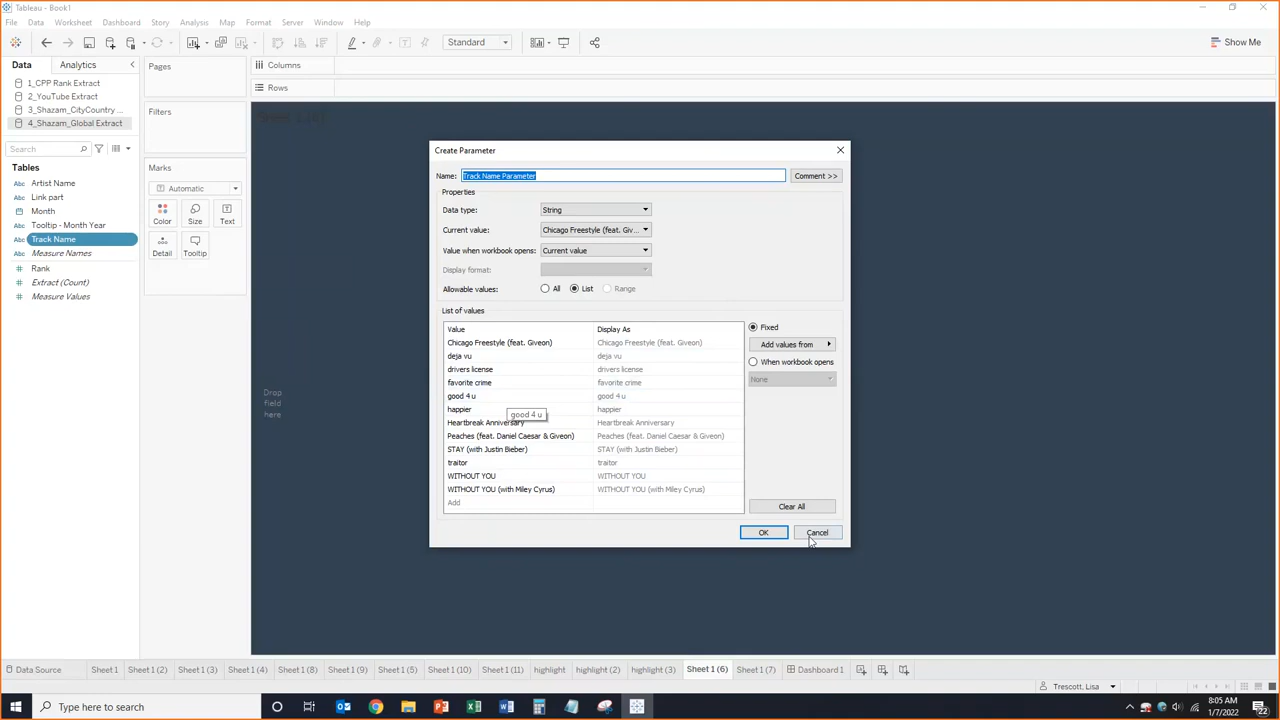 Tableau - Book1
File Data Worksheet Dashboard Story Analysis Map Format Server Window Help
Standard
Show Me
Data Analytics
Pages
Columns
Rows
1_CPP Rank Extract
2_YouTube Extract
3_Shazam_CityCountry ...
4_Shazam_Global Extract
Filters
Search
Tables
Abc Artist Name
Abc Link part
Month
Abc Tooltip - Month Year
Abc Track Name
Abc Measure Names
# Rank
# Extract (Count)
# Measure Values
Marks
Automatic
Color Size Text
Detail Tooltip
Drop
field
here
Create Parameter
Name: Track Name Parameter Comment >>
Properties
Data type: String
Current value: Chicago Freestyle (feat. Giv...
Value when workbook opens: Current value
Display format:
Allowable values: All List Range
List of values
Value Display As
Chicago Freestyle (feat. Giveon) Chicago Freestyle (feat. Giveon)
deja vu deja vu
drivers license drivers license
favorite crime favorite crime
good 4 u good 4 u
happier happier
good 4 u
Heartbreak Anniversary Heartbreak Anniversary
Peaches (feat. Daniel Caesar & Giveon) Peaches (feat. Daniel Caesar & Giveon)
STAY (with Justin Bieber) STAY (with Justin Bieber)
traitor traitor
WITHOUT YOU WITHOUT YOU
WITHOUT YOU (with Miley Cyrus) WITHOUT YOU (with Miley Cyrus)
Add
Fixed
Add values from
When workbook opens
None
Clear All
OK Cancel
Data Source Sheet 1 Sheet 1 (2) Sheet 1 (3) Sheet 1 (4) Sheet 1 (8) Sheet 1 (9) Sheet 1 (5) Sheet 1 (10) Sheet 1 (11) highlight highlight (2) highlight (3) Sheet 1 (6) Sheet 1 (7) Dashboard 1
Trescott, Lisa
Type here to search
8:05 AM
1/7/2022
22